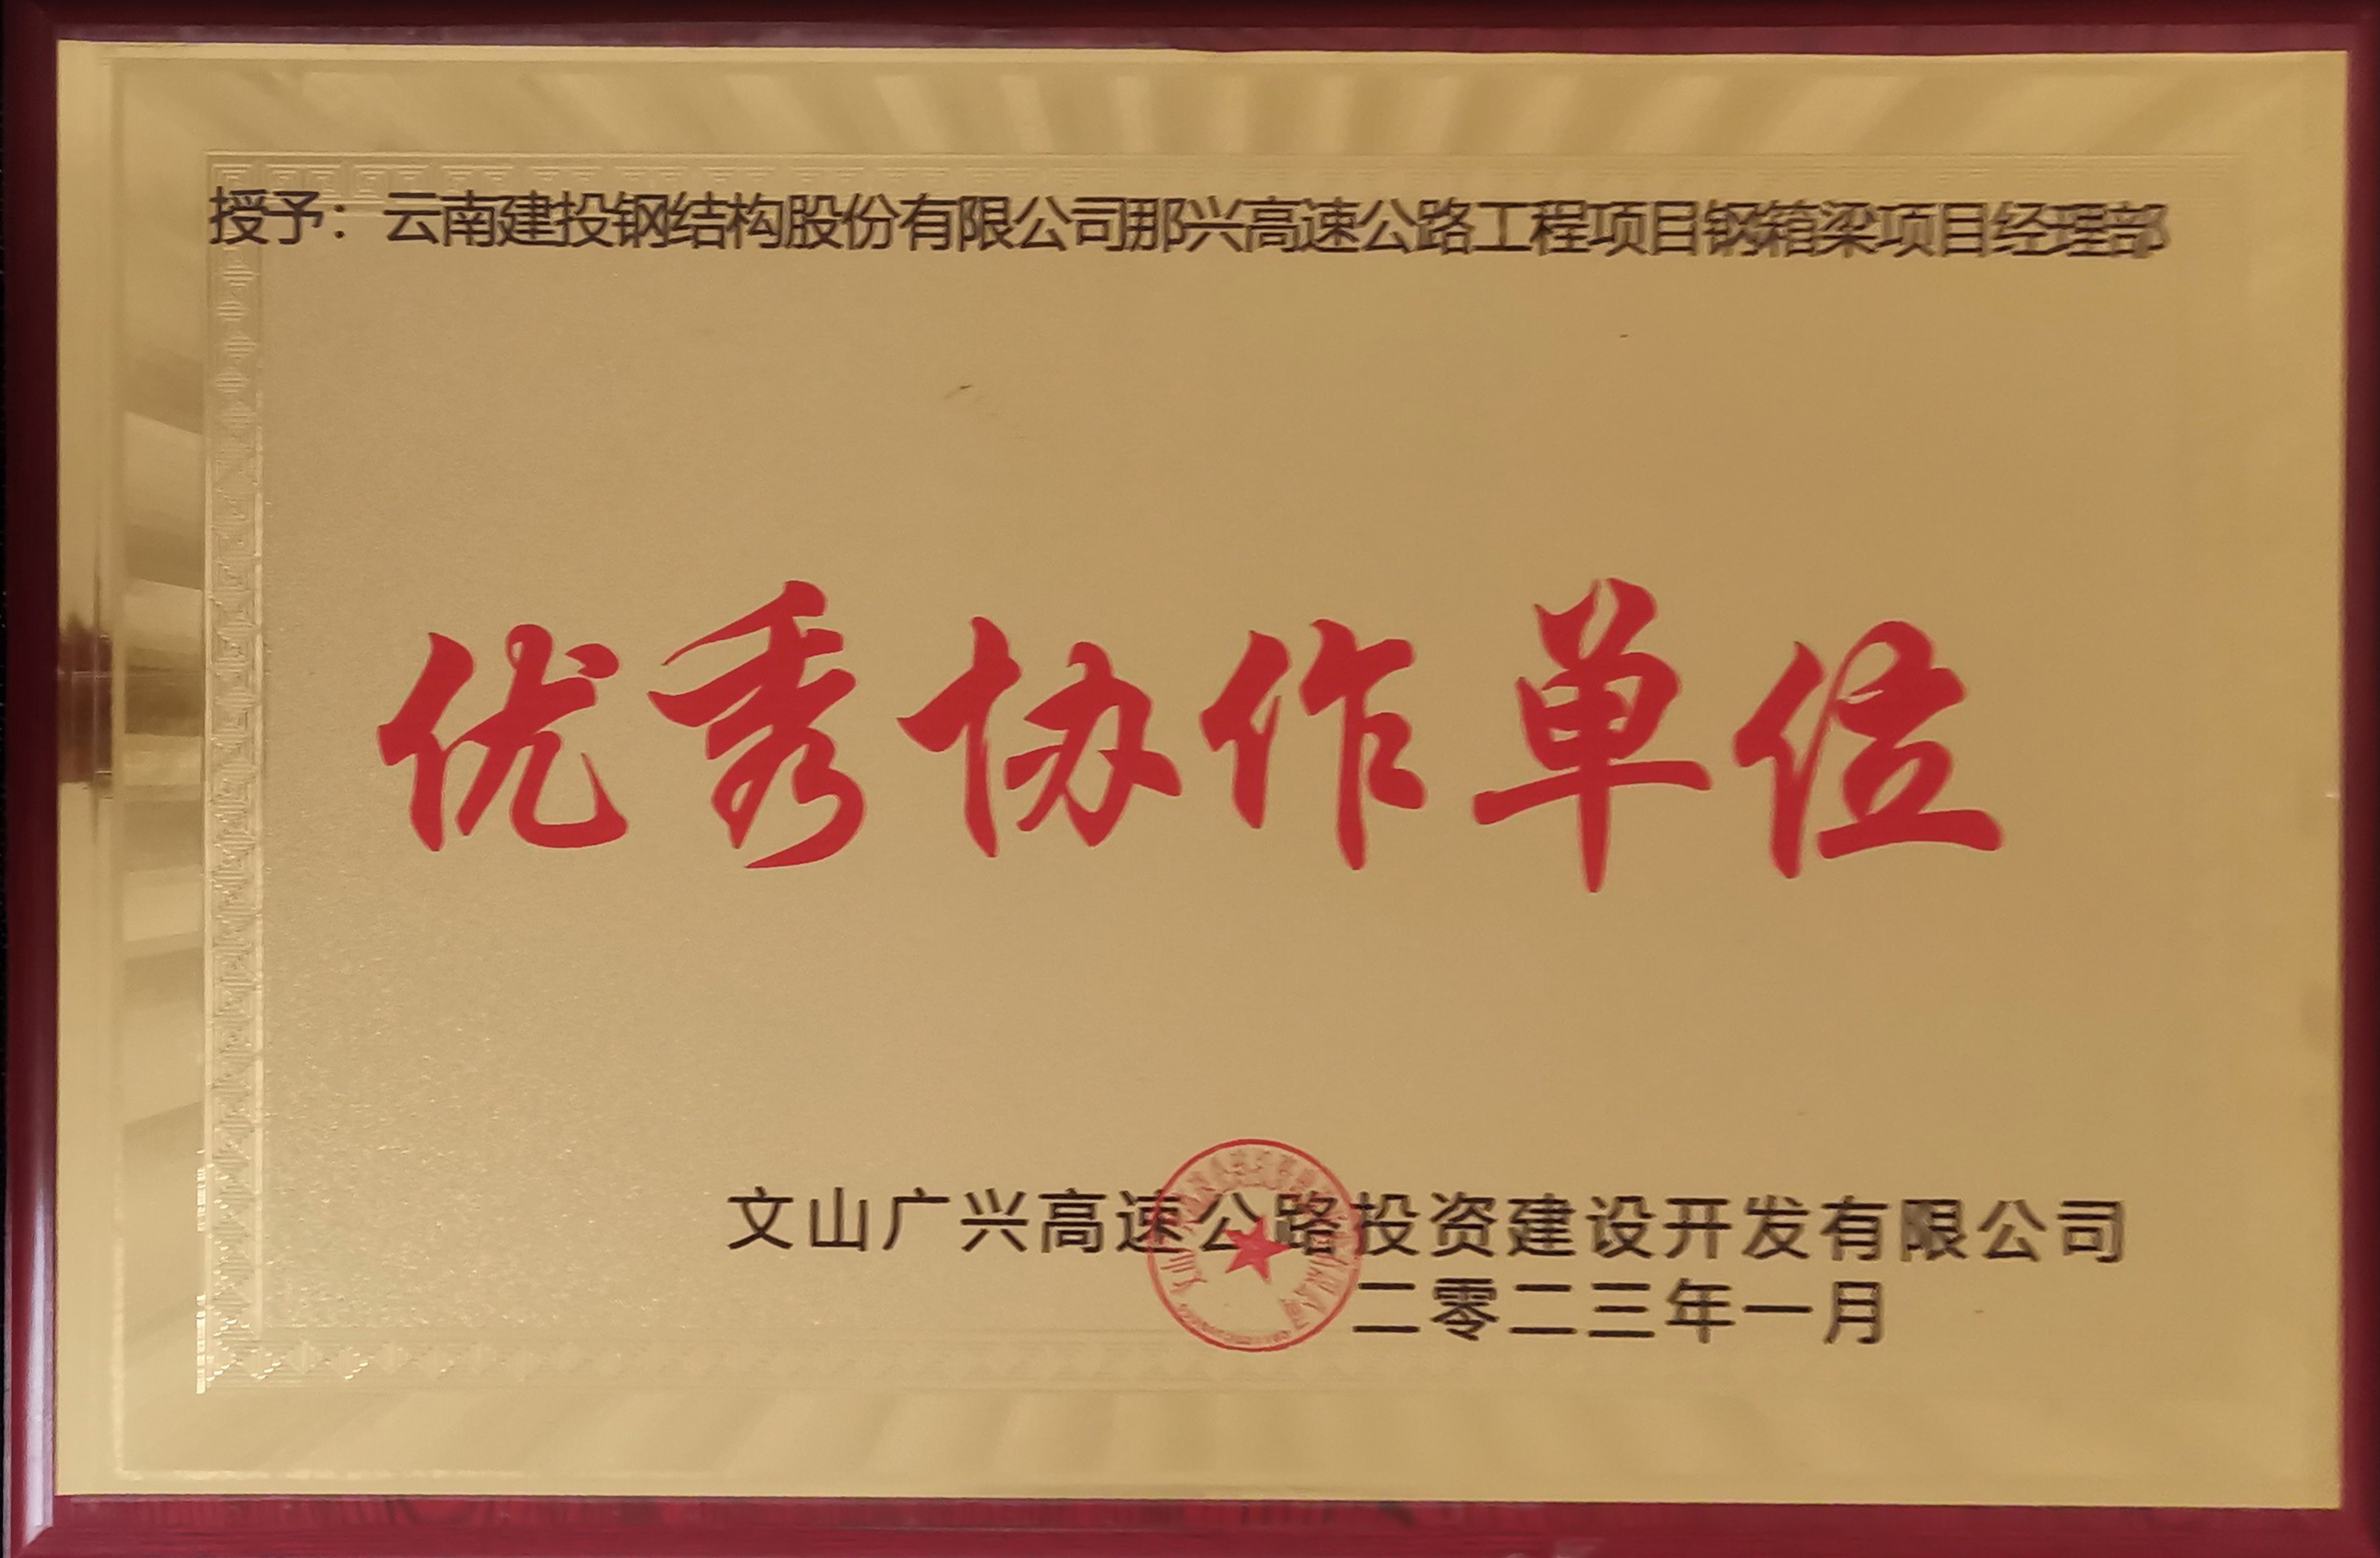 授予：云南建投钢结构股份有限公司那兴高速公路工程项目钢箱梁项目经理部
优秀协作单位
文山广兴高速公路投资建设开发有限公司
二零二三年一月